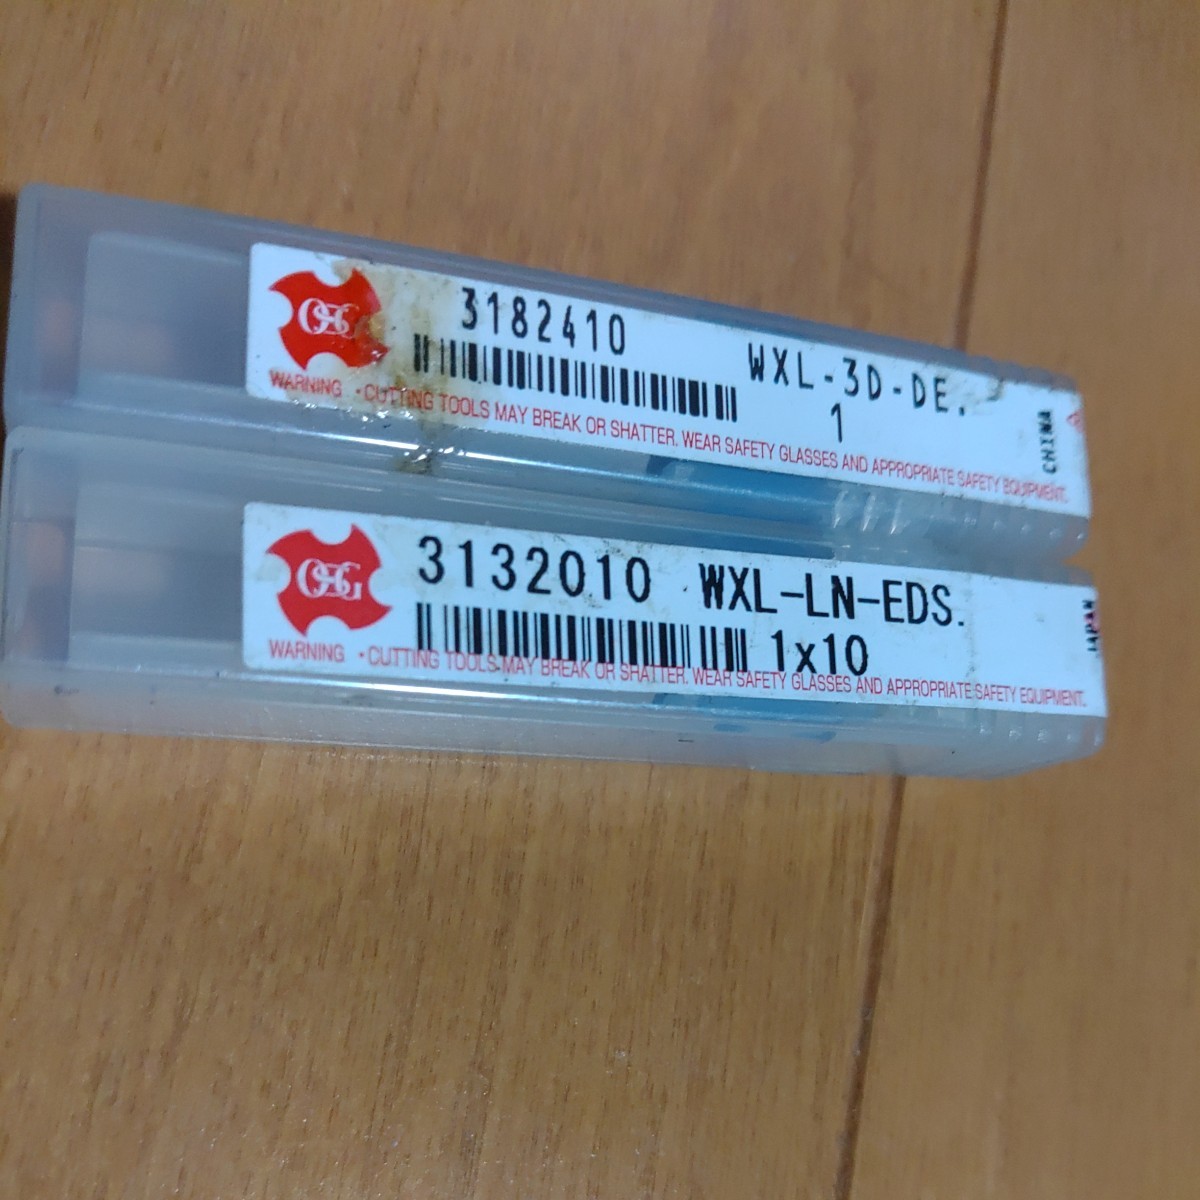 OSG 3182410 WXL-3D-DE.
1
CHINA
WARNING ・CUTTING TOOLS MAY BREAK OR SHATTER. WEAR SAFETY GLASSES AND APPROPRIATE SAFETY EQUIPMENT.
OSG 3132010 WXL-LN-EDS.
1x10
JAPAN
WARNING ・CUTTING TOOLS MAY BREAK OR SHATTER. WEAR SAFETY GLASSES AND APPROPRIATE SAFETY EQUIPMENT.